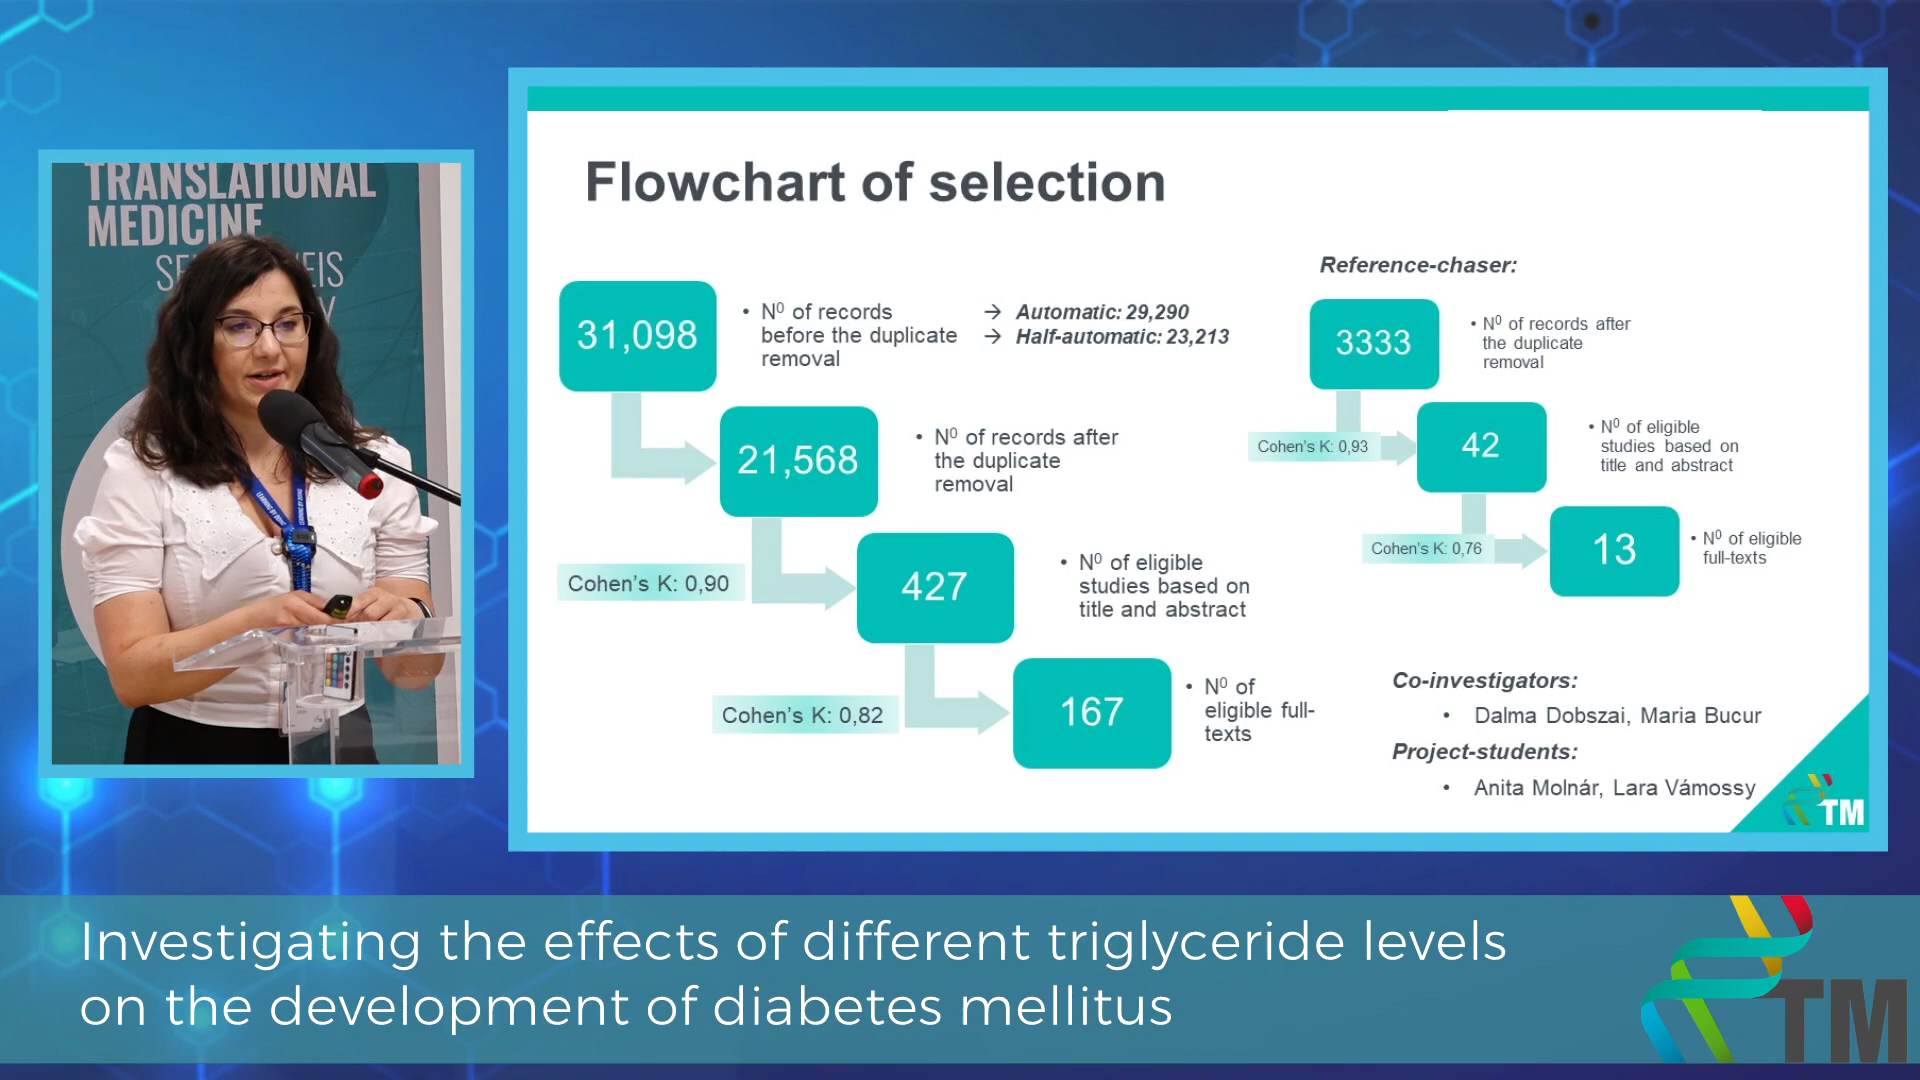 TRANSLATIONAL
MEDICINE
Flowchart of selection
31,098
• N⁰ of records
before the duplicate
removal
→ Automatic: 29,290
→ Half-automatic: 23,213
21,568
• N⁰ of records after
the duplicate
removal
Cohen's K: 0,90
427
• N⁰ of eligible
studies based on
title and abstract
Cohen's K: 0,82
167
• N⁰ of
eligible full-
texts
Reference-chaser:
3333
• N⁰ of records after
the duplicate
removal
Cohen's K: 0,93
42
• N⁰ of eligible
studies based on
title and abstract
Cohen's K: 0,76
13
• N⁰ of eligible
full-texts
Co-investigators:
• Dalma Dobszai, Maria Bucur
Project-students:
• Anita Molnár, Lara Vámossy
TM
Investigating the effects of different triglyceride levels
on the development of diabetes mellitus
TM